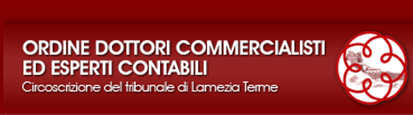 ORDINE DOTTORI COMMERCIALISTI
ED ESPERTI CONTABILI
Circoscrizione del tribunale di Lamezia Terme